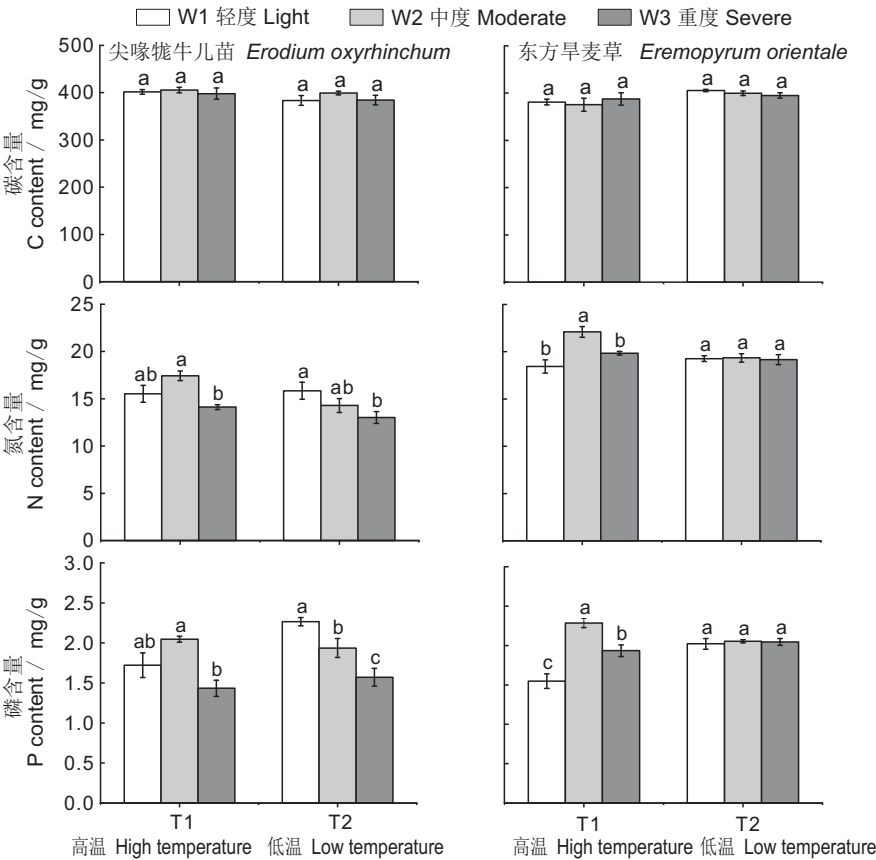 W1 轻度 Light W2 中度 Moderate W3 重度 Severe
尖喙牻牛儿苗 Erodium oxyrhinchum
东方旱麦草 Eremopyrum orientale
碳含量
C content / mg/g
500
400
300
200
100
0
a a a a a a
a a a a a a
氮含量
N content / mg/g
25
20
15
10
5
0
ab a b a ab b
b a b a a a
磷含量
P content / mg/g
3.0
2.5
2.0
1.5
1.0
0.5
0.0
ab a b a b c
c a b a a a
T1 T2 T1 T2
高温 High temperature 低温 Low temperature 高温 High temperature 低温 Low temperature